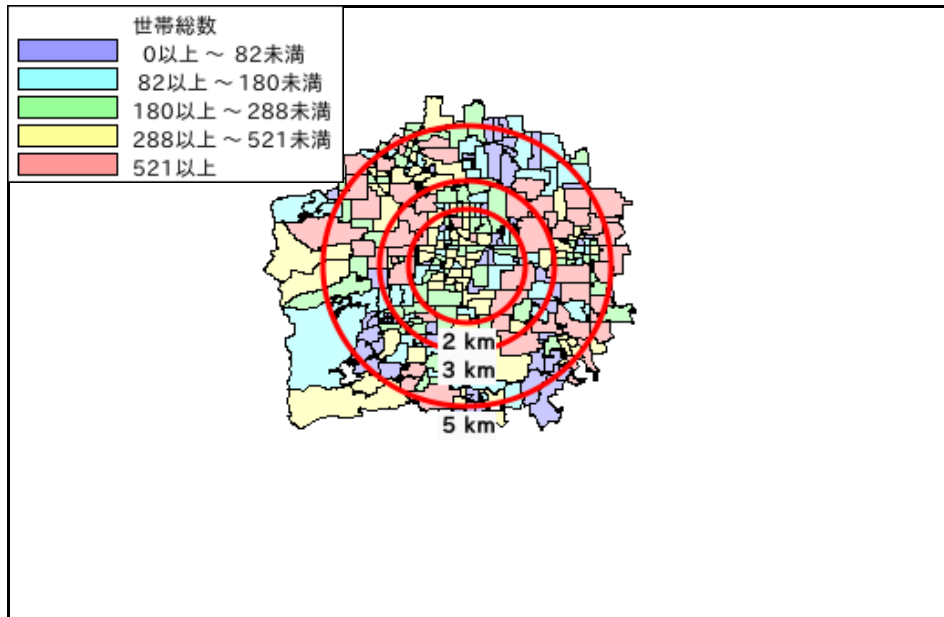 世帯総数
0以上 ～ 82未満
82以上 ～ 180未満
180以上 ～ 288未満
288以上 ～ 521未満
521以上
2 km
3 km
5 km